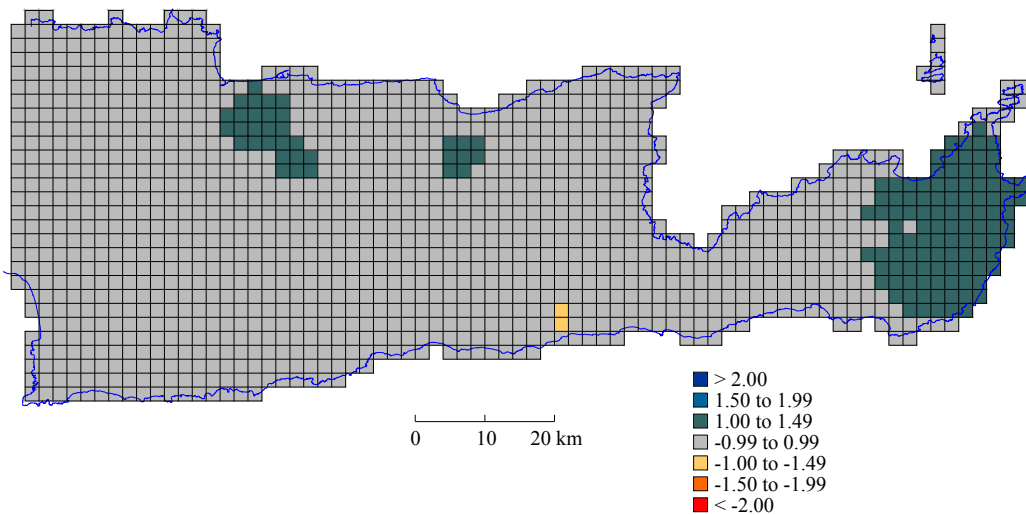 > 2.00
1.50 to 1.99
1.00 to 1.49
-0.99 to 0.99
-1.00 to -1.49
-1.50 to -1.99
< -2.00
0 10 20 km